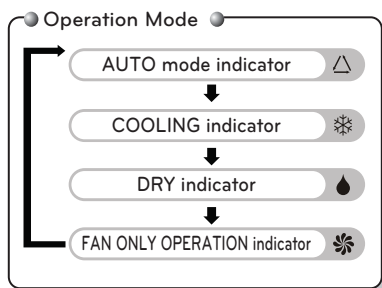 Operation Mode
AUTO mode indicator
COOLING indicator
DRY indicator
FAN ONLY OPERATION indicator